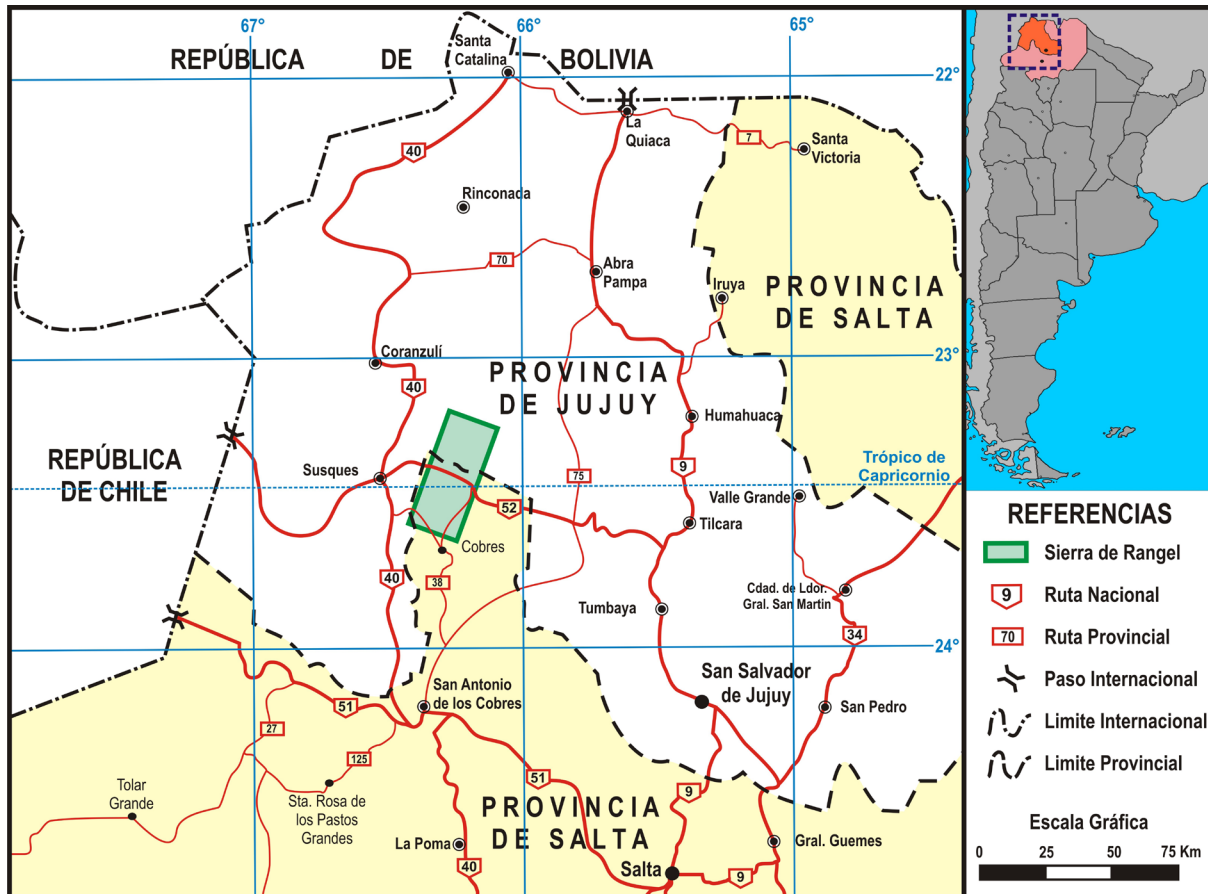 67°
66°
65°
REPÚBLICA DE BOLIVIA
Santa
Catalina
22°
La
Quiaca
7
Santa
Victoria
40
Rinconada
70
Abra
Pampa
Iruya
PROVINCIA
DE SALTA
23°
Coranzulí
40
PROVINCIA
DE JUJUY
Humahuaca
REPÚBLICA
DE CHILE
Susques
9
75
Trópico de
Capricornio
Valle Grande
52
Tilcara
Cobres
40
38
Tumbaya
Cdad. de Ldor.
Gral. San Martin
34
24°
San Antonio
de los Cobres
San Salvador
de Jujuy
San Pedro
51
27
125
51
Tolar
Grande
Sta. Rosa de
los Pastos
Grandes
PROVINCIA
DE SALTA
9
La Poma
40
Gral. Guemes
Salta
9
REFERENCIAS
Sierra de Rangel
9 Ruta Nacional
70 Ruta Provincial
Paso Internacional
Limite Internacional
Limite Provincial
Escala Gráfica
0 25 50 75 Km